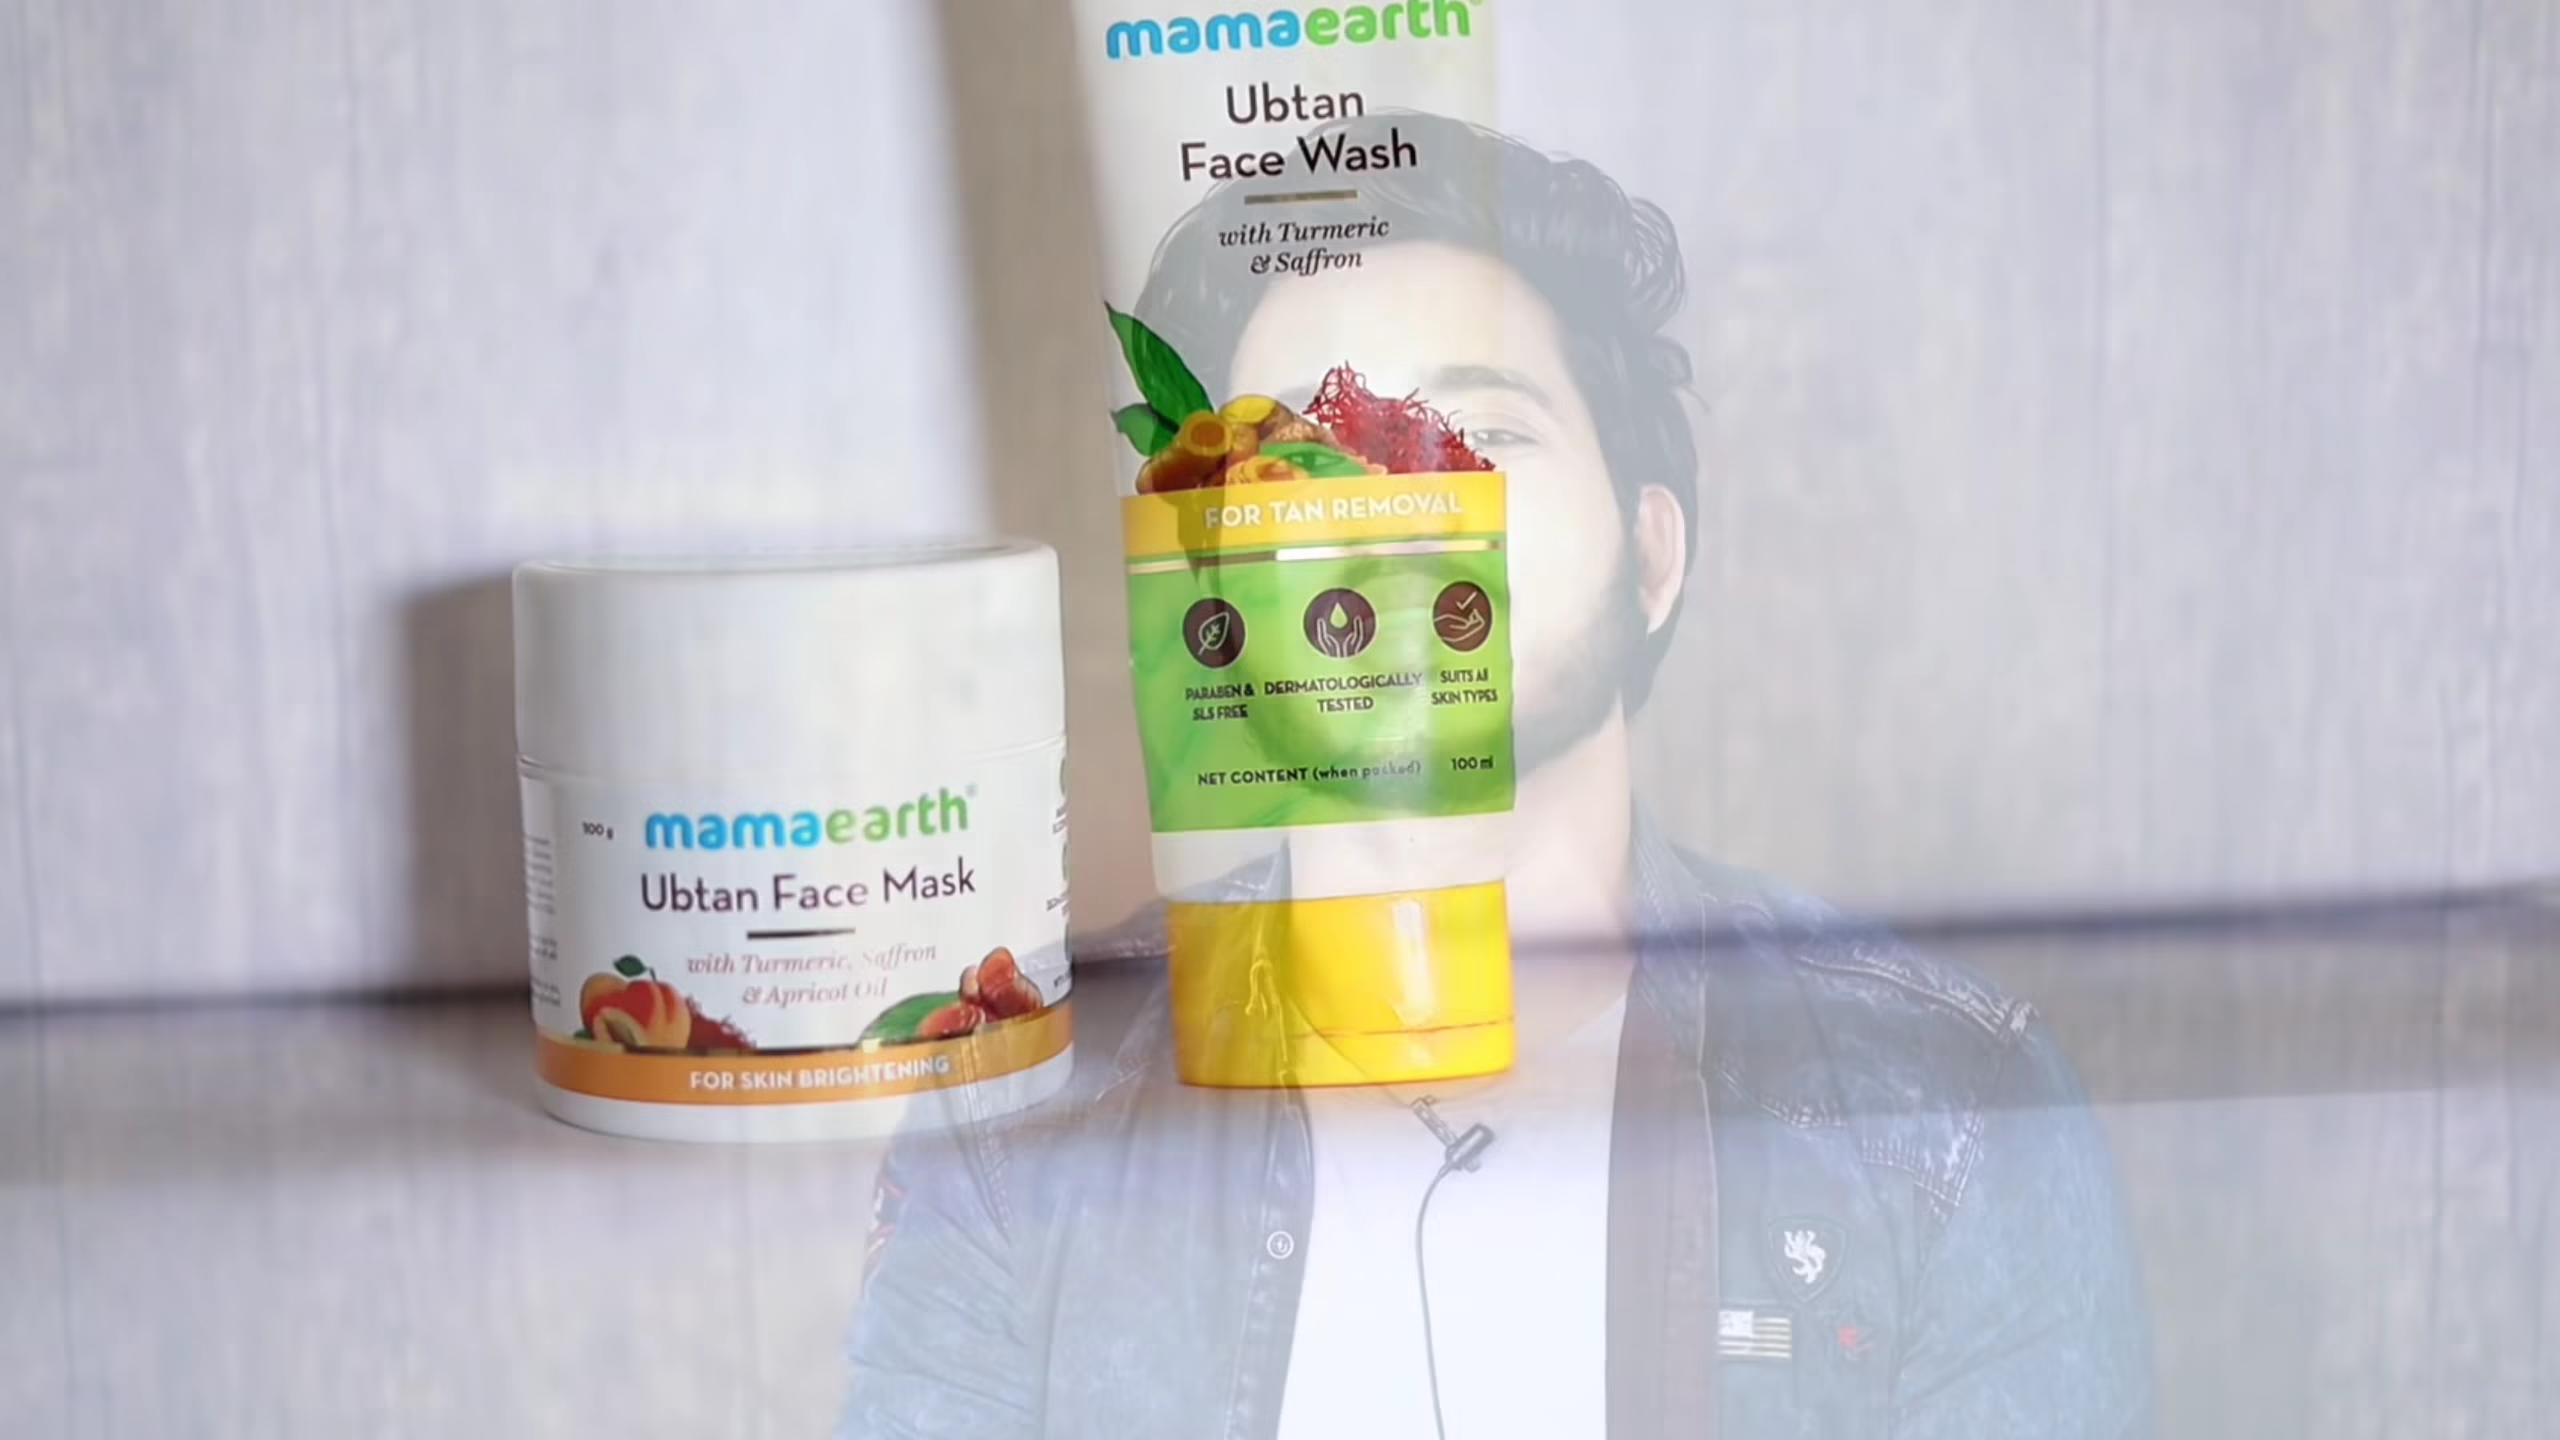 mamaearth
Ubtan
Face Wash
with Turmeric
& Saffron
FOR TAN REMOVAL
PARABEN &
SLS FREE
DERMATOLOGICALLY
TESTED
SUITS All
SKIN TYPES
NET CONTENT (when packed) 100 ml
100 g
mamaearth®
Ubtan Face Mask
with Turmeric, Saffron
& Apricot Oil
FOR SKIN BRIGHTENING